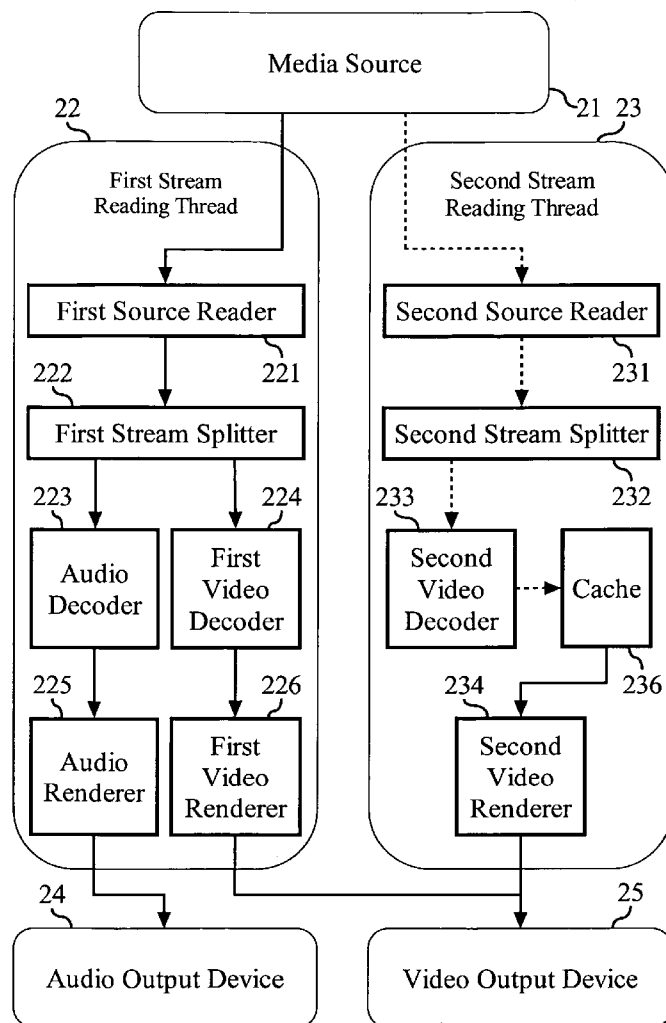 Media Source
21
22
23
First Stream
Reading Thread
Second Stream
Reading Thread
First Source Reader
221
Second Source Reader
231
222
First Stream Splitter
Second Stream Splitter
232
223
224
233
Audio
Decoder
First
Video
Decoder
Second
Video
Decoder
Cache
236
225
226
234
Audio
Renderer
First
Video
Renderer
Second
Video
Renderer
24
25
Audio Output Device
Video Output Device